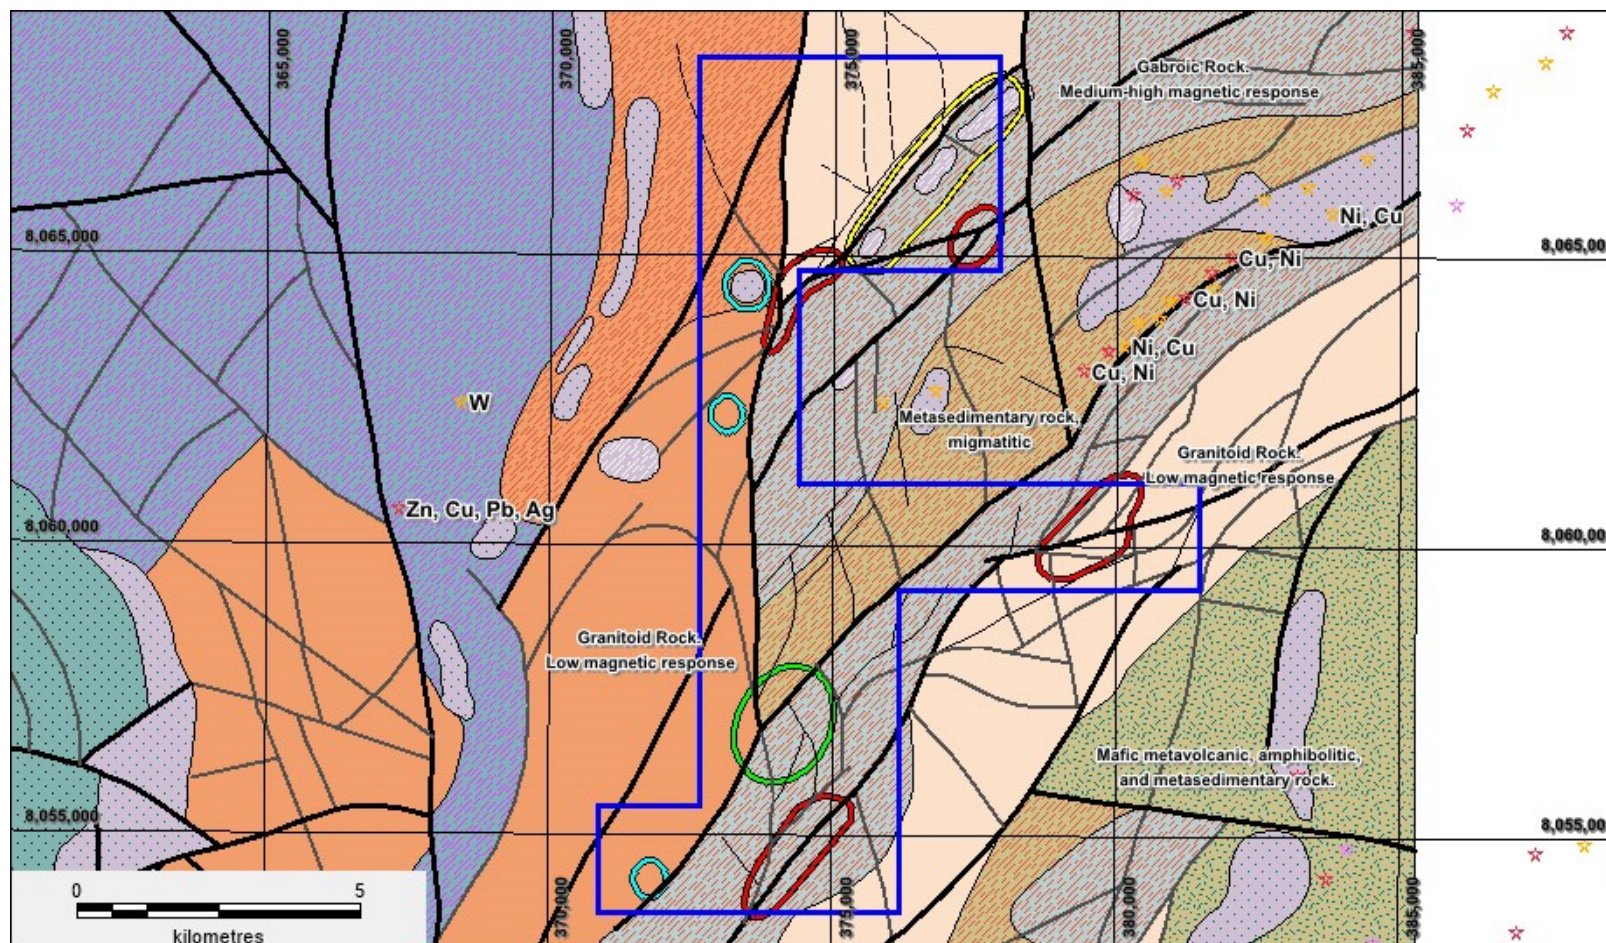 365,000
370,000
375,000
385,000
Gabroic Rock.
Medium-high magnetic response
8,065,000
Ni, Cu
8,065,000
Cu, Ni
Cu, Ni
Ni, Cu
Cu, Ni
W
Metasedimentary rock,
migmatitic
Granitoid Rock.
Low magnetic response
Zn, Cu, Pb, Ag
8,060,000
8,060,00
Granitoid Rock.
Low magnetic response
Mafic metavolcanic, amphibolitic,
and metasedimentary rock.
8,055,000
8,055,00
370,000
375,000
380,000
385,000
0
5
kilometres